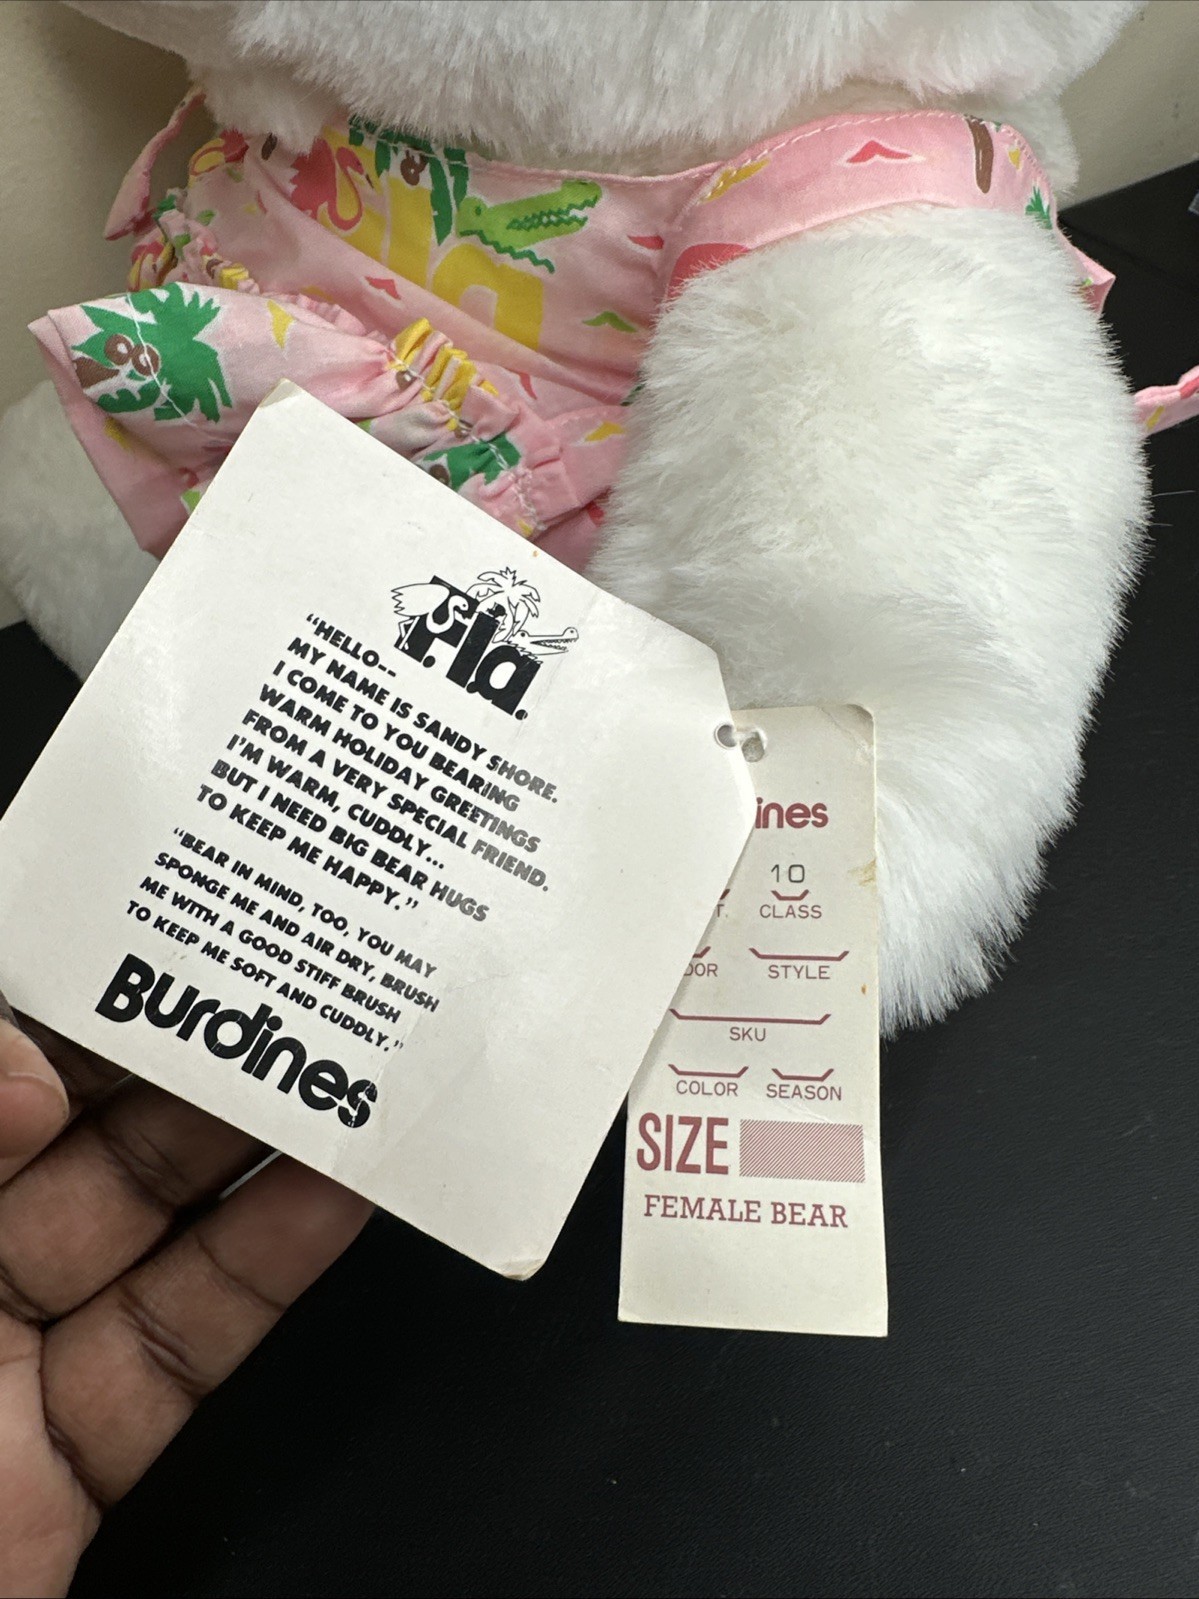 Fla.
"HELLO--
MY NAME IS SANDY SHORE.
I COME TO YOU BEARING
WARM HOLIDAY GREETINGS
FROM A VERY SPECIAL FRIEND.
I'M WARM, CUDDLY...
BUT I NEED BIG BEAR HUGS
TO KEEP ME HAPPY."
"BEAR IN MIND, TOO, YOU MAY
SPONGE ME AND AIR DRY, BRUSH
ME WITH A GOOD STIFF BRUSH
TO KEEP ME SOFT AND CUDDLY."
Burdines
ines
10
T. CLASS
DOR STYLE
SKU
COLOR SEASON
SIZE
FEMALE BEAR